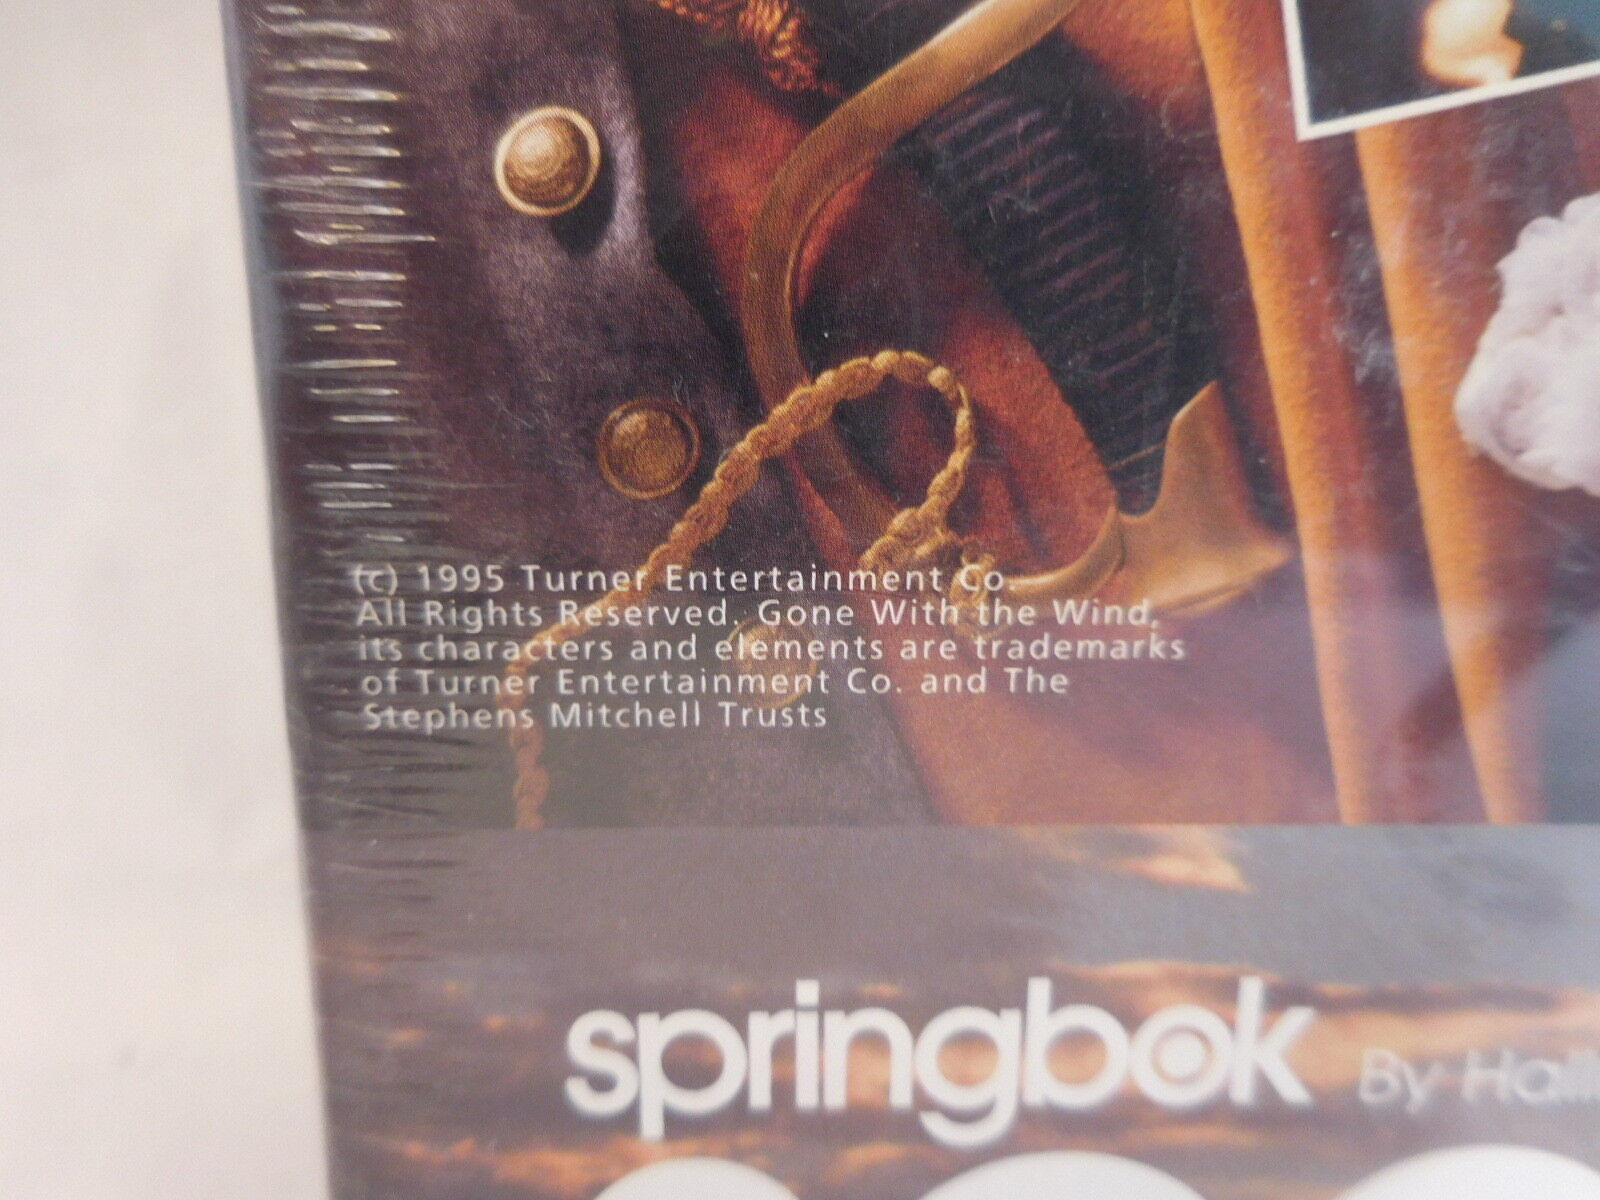 (c) 1995 Turner Entertainment Co.
All Rights Reserved. Gone With the Wind,
its characters and elements are trademarks
of Turner Entertainment Co. and The
Stephens Mitchell Trusts
springbok By